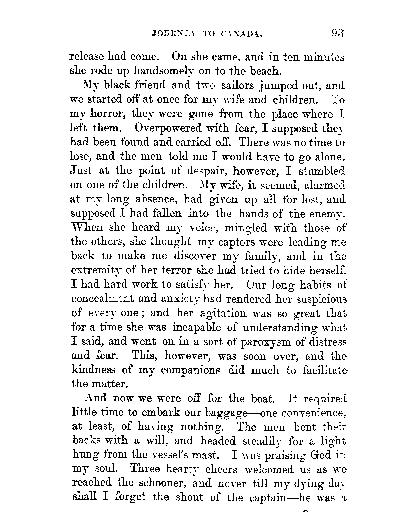 JOURNEY TO CANADA. 93
release had come. On she came, and in ten minutes
she rode up handsomely on to the beach.
My black friend and two sailors jumped out, and
we started off at once for my wife and children. To
my horror, they were gone from the place where I
left them. Overpowered with fear, I supposed they
had been found and carried off. There was no time to
lose, and the men told me I would have to go alone.
Just at the point of despair, however, I stumbled
on one of the children. My wife, it seemed, alarmed
at my long absence, had given up all for lost, and
supposed I had fallen into the hands of the enemy.
When she heard my voice, mingled with those of
the others, she thought my captors were leading me
back to make me discover my family, and in the
extremity of her terror she had tried to hide herself.
I had hard work to satisfy her. Our long habits of
concealment and anxiety had rendered her suspicious
of every one; and her agitation was so great that
for a time she was incapable of understanding what
I said, and went on in a sort of paroxysm of distress
and fear. This, however, was soon over, and the
kindness of my companions did much to facilitate
the matter.
And now we were off for the boat. It required
little time to embark our baggage—one convenience,
at least, of having nothing. The men bent their
backs with a will, and headed steadily for a light
hung from the vessel's mast. I was praising God in
my soul. Three hearty cheers welcomed us as we
reached the schooner, and never till my dying day
shall I forget the shout of the captain—he was a